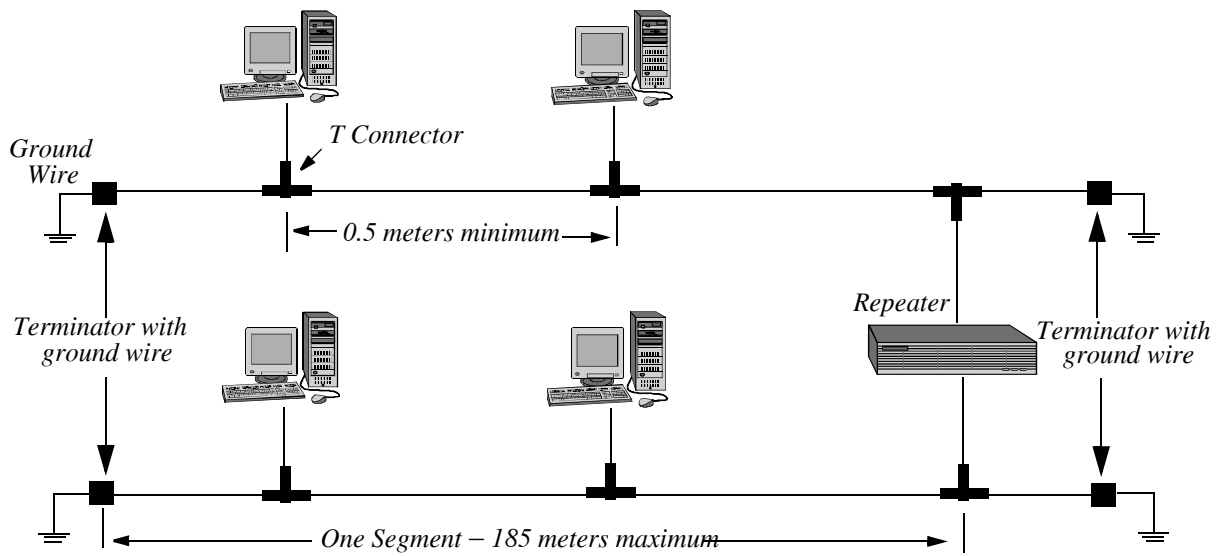 T Connector
Ground
Wire
0.5 meters minimum
Repeater
Terminator with
ground wire
Terminator with
ground wire
One Segment – 185 meters maximum